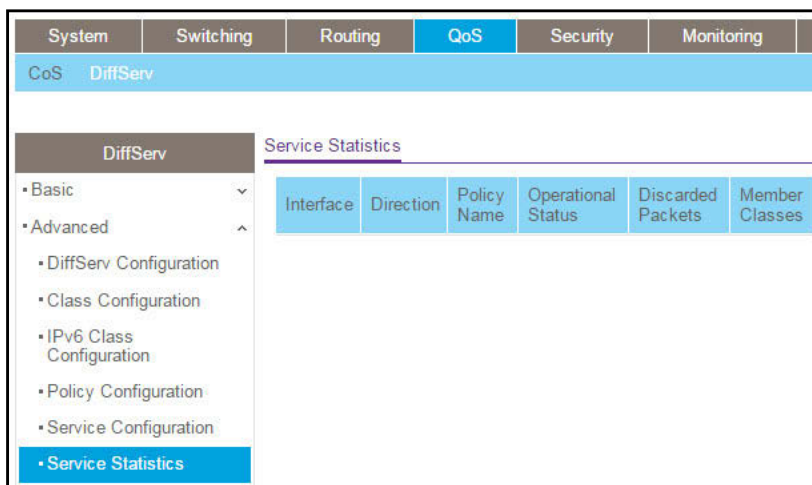 System Switching Routing QoS Security Monitoring
CoS DiffServ
DiffServ
Basic
Advanced
DiffServ Configuration
Class Configuration
IPv6 Class
Configuration
Policy Configuration
Service Configuration
Service Statistics
Service Statistics
Interface Direction Policy Name Operational Status Discarded Packets Member Classes